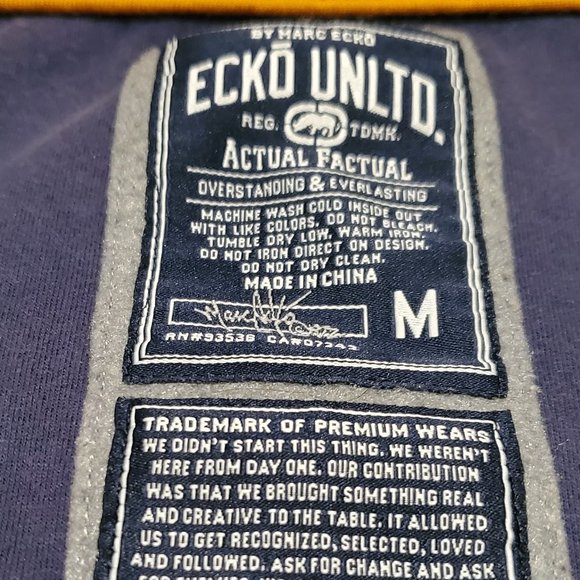 BY MARC ECKO
ECKŌ UNLTD.
REG. TDMK.
ACTUAL FACTUAL
OVERSTANDING & EVERLASTING
MACHINE WASH COLD INSIDE OUT
WITH LIKE COLORS. DO NOT BLEACH.
TUMBLE DRY LOW. WARM IRON.
DO NOT IRON DIRECT ON DESIGN.
DO NOT DRY CLEAN.
MADE IN CHINA
M
RN#93536
TRADEMARK OF PREMIUM WEARS
WE DIDN'T START THIS THING. WE WEREN'T
HERE FROM DAY ONE. OUR CONTRIBUTION
WAS THAT WE BROUGHT SOMETHING REAL
AND CREATIVE TO THE TABLE. IT ALLOWED
US TO GET RECOGNIZED, SELECTED, LOVED
AND FOLLOWED. ASK FOR CHANGE AND ASK